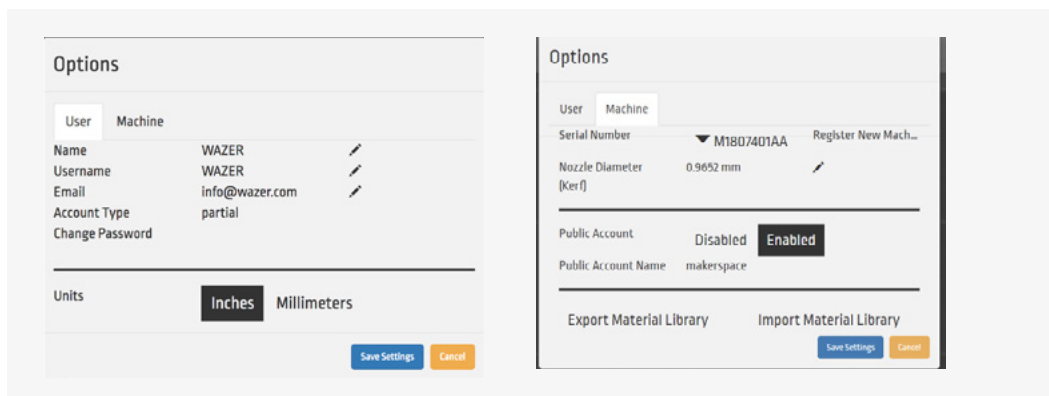 Options
User Machine
Name WAZER
Username WAZER
Email info@wazer.com
Account Type partial
Change Password
Units Inches Millimeters
Save Settings Cancel
Options
User Machine
Serial Number M1807401AA Register New Mach...
Nozzle Diameter 0.9652 mm
(Kerf)
Public Account Disabled Enabled
Public Account Name makerspace
Export Material Library Import Material Library
Save Settings Cancel